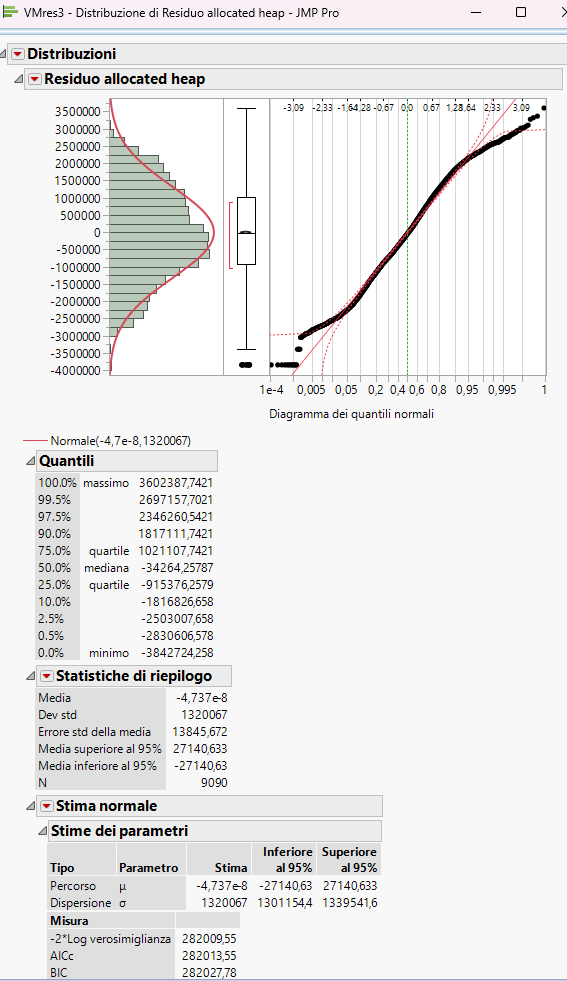 VMres3 - Distribuzione di Residuo allocated heap - JMP Pro
Distribuzioni
Residuo allocated heap
3500000
3000000
2500000
2000000
1500000
1000000
500000
0
-500000
-1000000
-1500000
-2000000
-2500000
-3000000
-3500000
-4000000
-3,09 -2,33 -1,64 -1,28 -0,67 0,0 0,67 1,28 1,64 2,33 3,09
1e-4 0,005 0,05 0,2 0,4 0,6 0,8 0,95 0,995 1
Diagramma dei quantili normali
Normale(-4,7e-8,1320067)
Quantili
100.0% massimo 3602387,7421
99.5% 2697157,7021
97.5% 2346260,5421
90.0% 1817111,7421
75.0% quartile 1021107,7421
50.0% mediana -34264,25787
25.0% quartile -915376,2579
10.0% -1816826,658
2.5% -2503007,658
0.5% -2830606,578
0.0% minimo -3842724,258
Statistiche di riepilogo
Media -4,737e-8
Dev std 1320067
Errore std della media 13845,672
Media superiore al 95% 27140,633
Media inferiore al 95% -27140,63
N 9090
Stima normale
Stime dei parametri
Tipo Parametro Stima Inferiore al 95% Superiore al 95%
Percorso μ -4,737e-8 -27140,63 27140,633
Dispersione σ 1320067 1301154,4 1339541,6
Misura
-2*Log verosimiglianza 282009,55
AICc 282013,55
BIC 282027,78